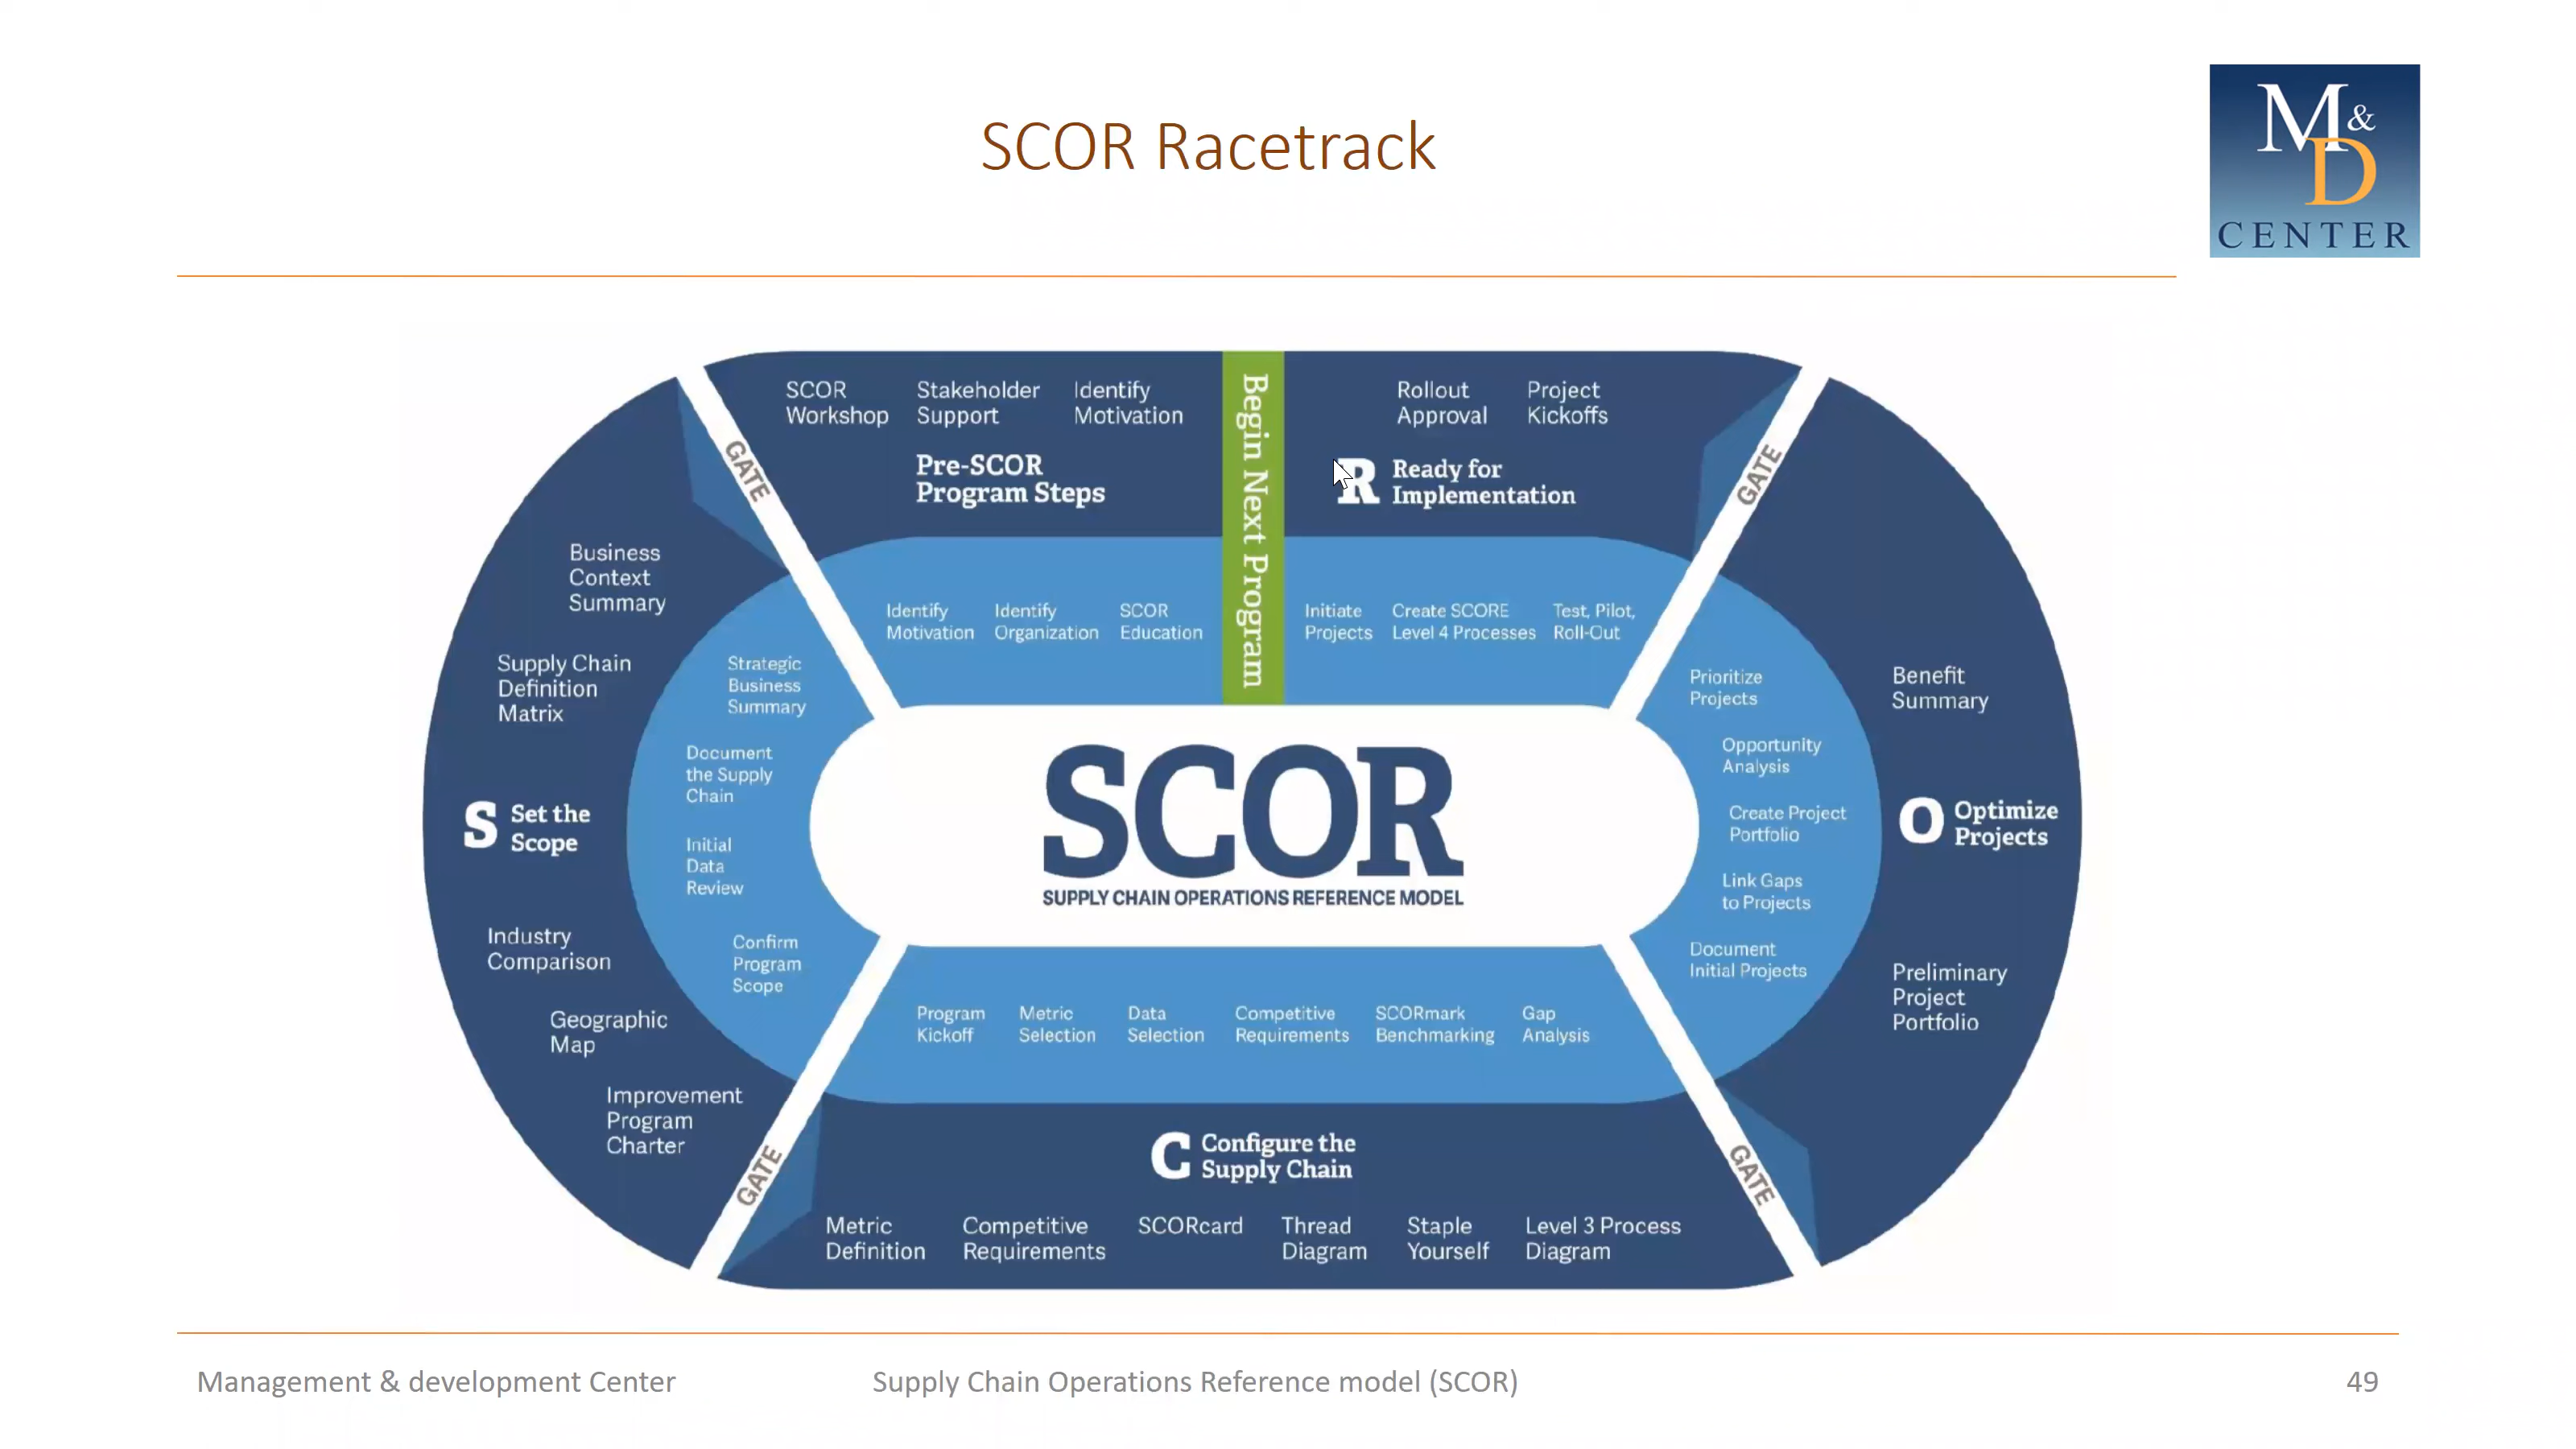 SCOR Racetrack
M&
D
CENTER
SCOR
Workshop
Stakeholder
Support
Identify
Motivation
Pre-SCOR
Program Steps
Identify
Motivation
Identify
Organization
SCOR
Education
Begin Next Program
Rollout
Approval
Project
Kickoffs
R Ready for
Implementation
Initiate
Projects
Create SCORE
Level 4 Processes
Test, Pilot,
Roll-Out
GATE
GATE
Business
Context
Summary
Supply Chain
Definition
Matrix
S Set the
Scope
Industry
Comparison
Geographic
Map
Improvement
Program
Charter
Strategic
Business
Summary
Document
the Supply
Chain
Initial
Data
Review
Confirm
Program
Scope
SCOR
SUPPLY CHAIN OPERATIONS REFERENCE MODEL
Prioritize
Projects
Opportunity
Analysis
Create Project
Portfolio
Link Gaps
to Projects
Document
Initial Projects
Benefit
Summary
O Optimize
Projects
Preliminary
Project
Portfolio
Program
Kickoff
Metric
Selection
Data
Selection
Competitive
Requirements
SCORmark
Benchmarking
Gap
Analysis
GATE
GATE
C Configure the
Supply Chain
Metric
Definition
Competitive
Requirements
SCORcard
Thread
Diagram
Staple
Yourself
Level 3 Process
Diagram
Management & development Center
Supply Chain Operations Reference model (SCOR)
49